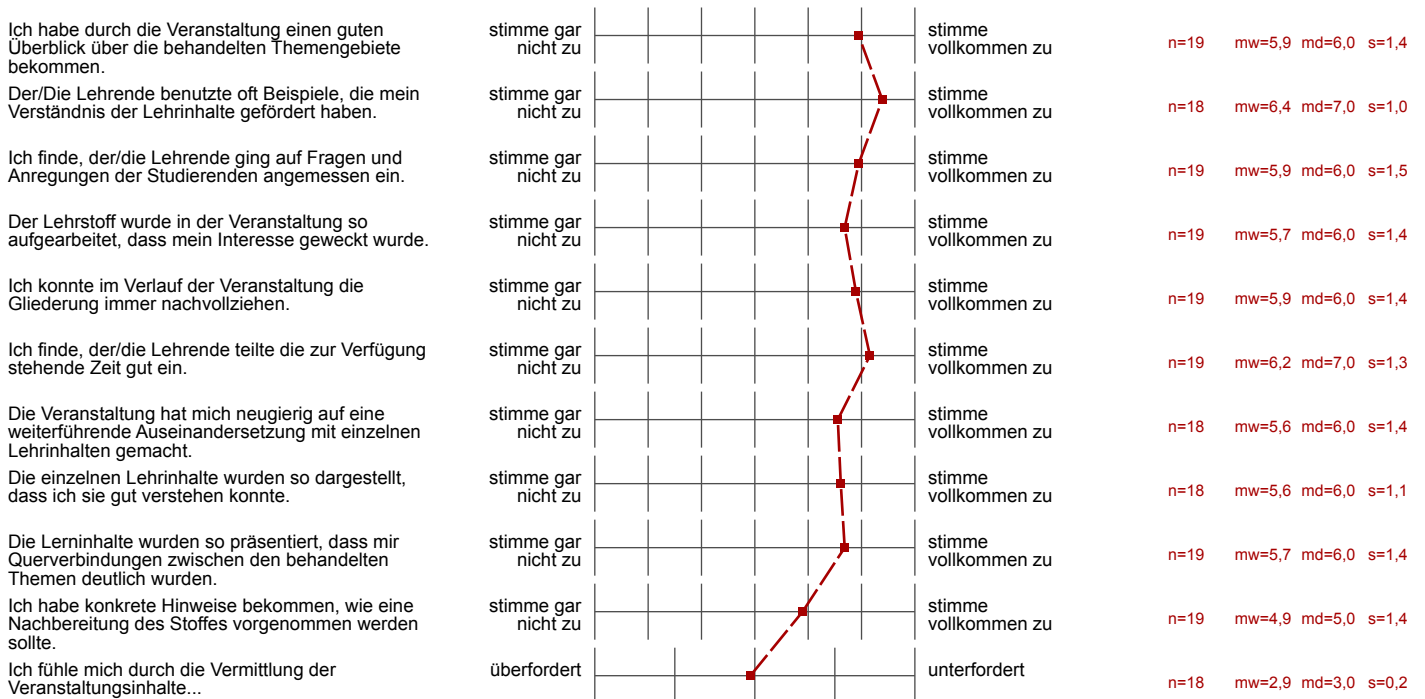 Ich habe durch die Veranstaltung einen guten
Überblick über die behandelten Themengebiete
bekommen.
stimme gar
nicht zu
stimme
vollkommen zu
n=19 mw=5,9 md=6,0 s=1,4
Der/Die Lehrende benutzte oft Beispiele, die mein
Verständnis der Lehrinhalte gefördert haben.
stimme gar
nicht zu
stimme
vollkommen zu
n=18 mw=6,4 md=7,0 s=1,0
Ich finde, der/die Lehrende ging auf Fragen und
Anregungen der Studierenden angemessen ein.
stimme gar
nicht zu
stimme
vollkommen zu
n=19 mw=5,9 md=6,0 s=1,5
Der Lehrstoff wurde in der Veranstaltung so
aufgearbeitet, dass mein Interesse geweckt wurde.
stimme gar
nicht zu
stimme
vollkommen zu
n=19 mw=5,7 md=6,0 s=1,4
Ich konnte im Verlauf der Veranstaltung die
Gliederung immer nachvollziehen.
stimme gar
nicht zu
stimme
vollkommen zu
n=19 mw=5,9 md=6,0 s=1,4
Ich finde, der/die Lehrende teilte die zur Verfügung
stehende Zeit gut ein.
stimme gar
nicht zu
stimme
vollkommen zu
n=19 mw=6,2 md=7,0 s=1,3
Die Veranstaltung hat mich neugierig auf eine
weiterführende Auseinandersetzung mit einzelnen
Lehrinhalten gemacht.
stimme gar
nicht zu
stimme
vollkommen zu
n=18 mw=5,6 md=6,0 s=1,4
Die einzelnen Lehrinhalte wurden so dargestellt,
dass ich sie gut verstehen konnte.
stimme gar
nicht zu
stimme
vollkommen zu
n=18 mw=5,6 md=6,0 s=1,1
Die Lerninhalte wurden so präsentiert, dass mir
Querverbindungen zwischen den behandelten
Themen deutlich wurden.
stimme gar
nicht zu
stimme
vollkommen zu
n=19 mw=5,7 md=6,0 s=1,4
Ich habe konkrete Hinweise bekommen, wie eine
Nachbereitung des Stoffes vorgenommen werden
sollte.
stimme gar
nicht zu
stimme
vollkommen zu
n=19 mw=4,9 md=5,0 s=1,4
Ich fühle mich durch die Vermittlung der
Veranstaltungsinhalte...
überfordert
unterfordert
n=18 mw=2,9 md=3,0 s=0,2